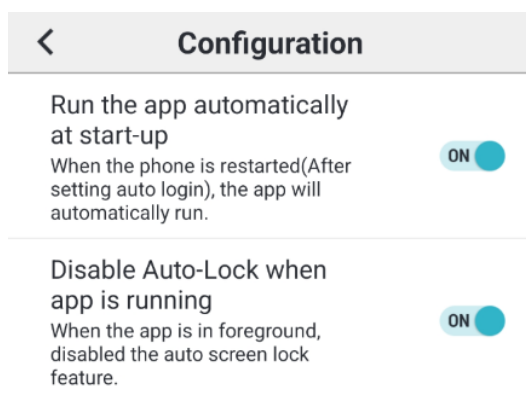 Configuration
Run the app automatically
at start-up
When the phone is restarted(After
setting auto login), the app will
automatically run.
ON
Disable Auto-Lock when
app is running
When the app is in foreground,
disabled the auto screen lock
feature.
ON